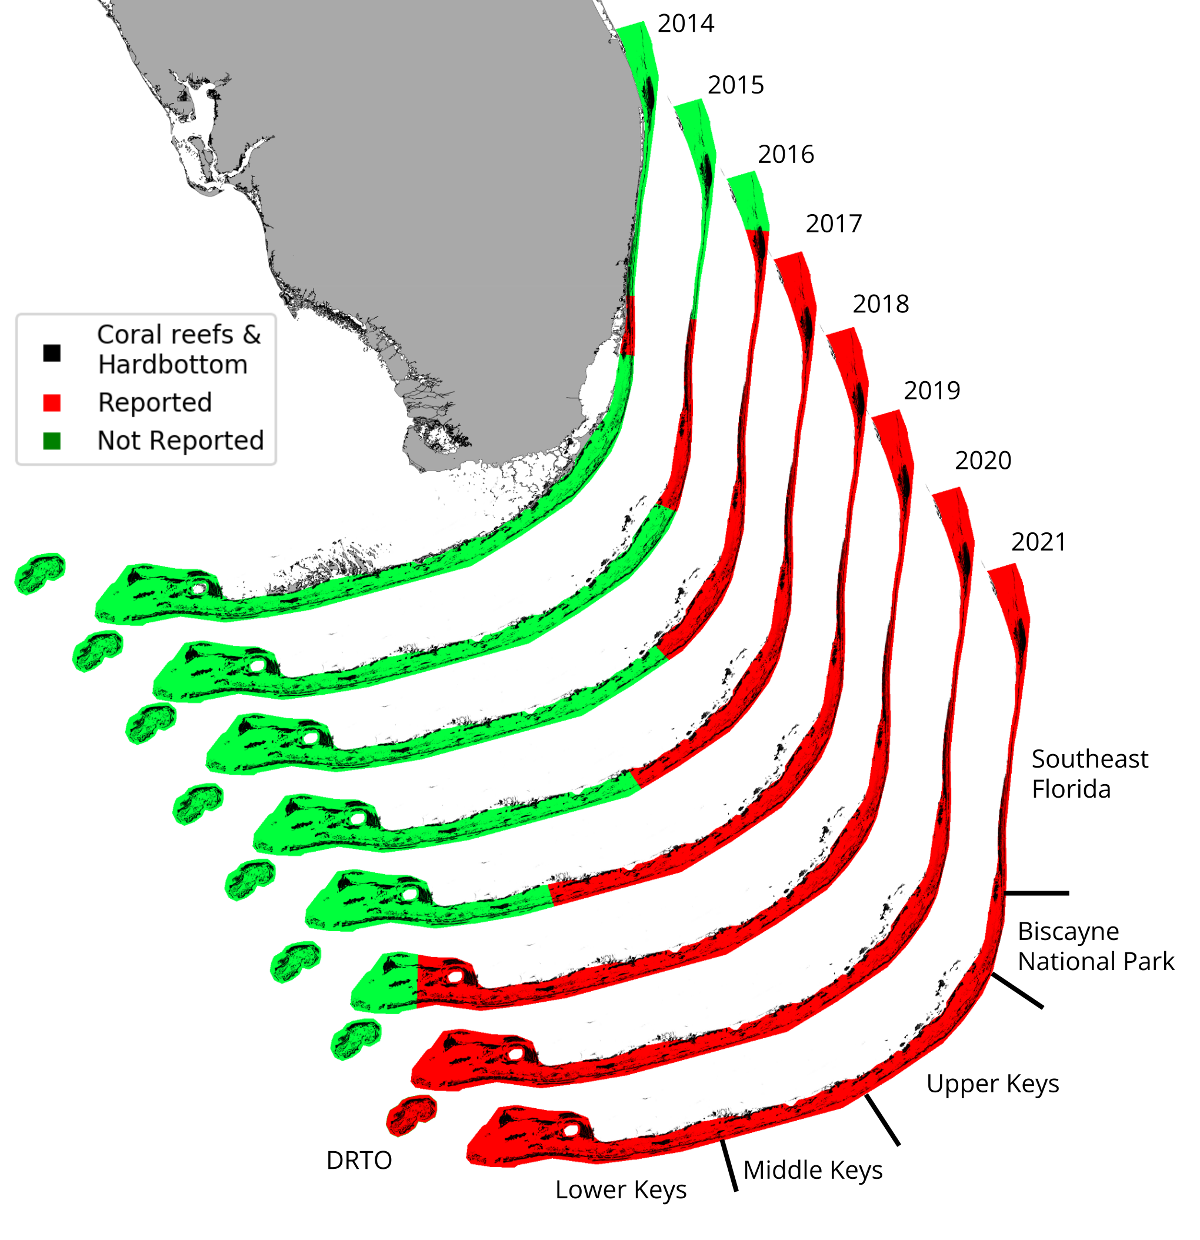 2014
2015
2016
2017
2018
2019
2020
2021
Coral reefs &
Hardbottom
Reported
Not Reported
Southeast
Florida
Biscayne
National Park
Upper Keys
Middle Keys
Lower Keys
DRTO